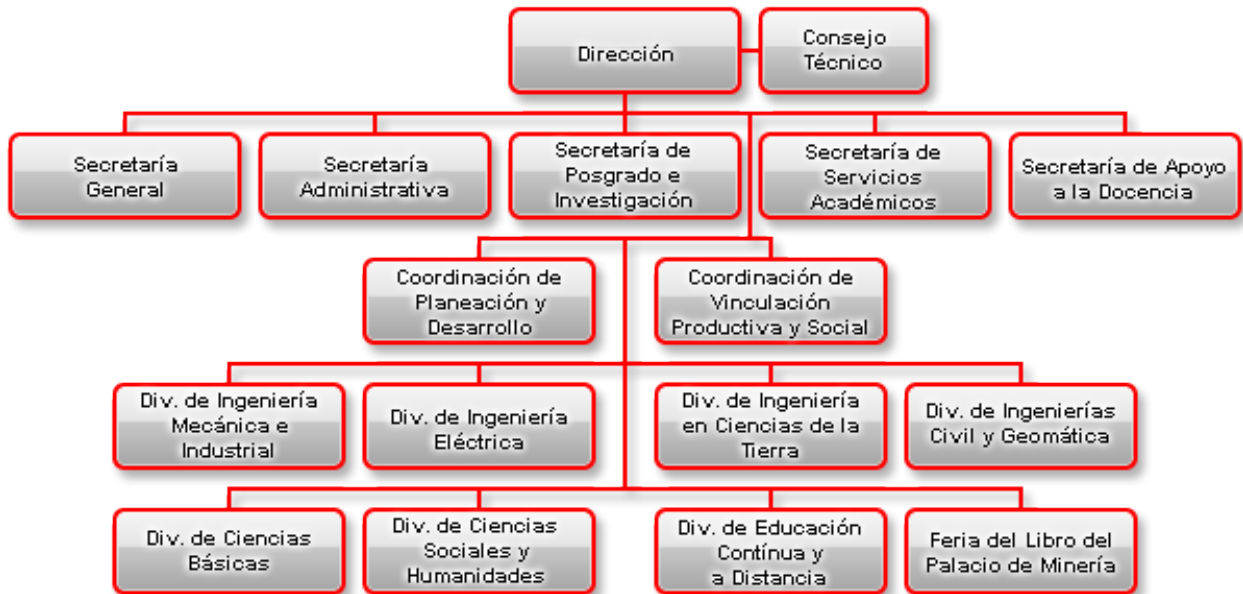 Dirección
Consejo
Técnico
Secretaría
General
Secretaría
Administrativa
Secretaría de
Posgrado e
Investigación
Secretaría de
Servicios
Académicos
Secretaría de Apoyo
a la Docencia
Coordinación de
Planeación y
Desarrollo
Coordinación de
Vinculación
Productiva y Social
Div. de Ingeniería
Mecánica e
Industrial
Div. de Ingeniería
Eléctrica
Div. de Ingeniería
en Ciencias de la
Tierra
Div. de Ingenierías
Civil y Geomática
Div. de Ciencias
Básicas
Div. de Ciencias
Sociales y
Humanidades
Div. de Educación
Contínua y
a Distancia
Feria del Libro del
Palacio de Minería